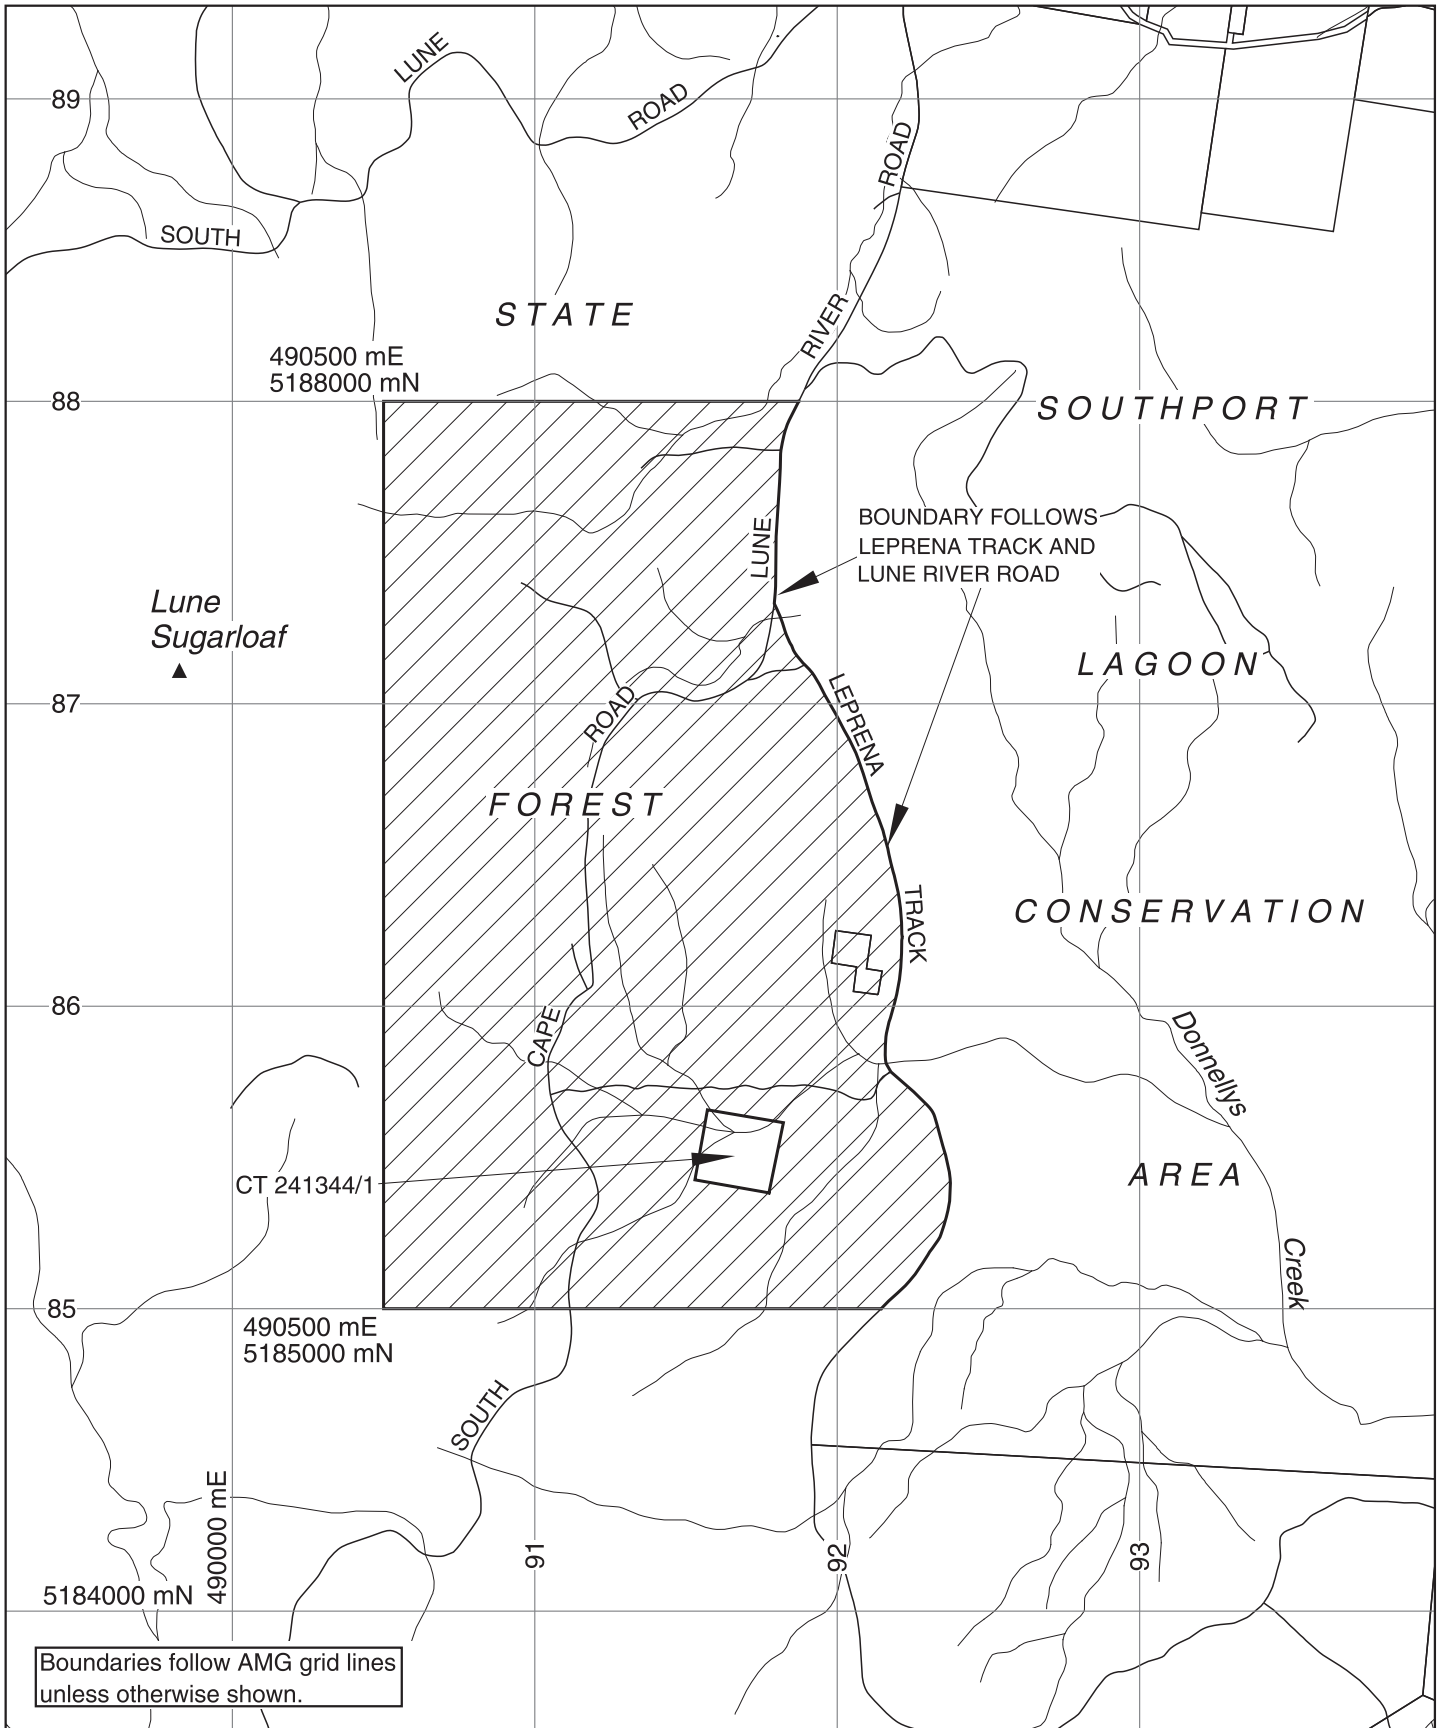 LUNE
89
ROAD
ROAD
SOUTH
STATE
RIVER
490500 mE
5188000 mN
88
SOUTHPORT
BOUNDARY FOLLOWS
LEPRENA TRACK AND
LUNE RIVER ROAD
LUNE
Lune
Sugarloaf
LAGOON
87
ROAD
LEPRENA
FOREST
TRACK
CONSERVATION
86
CAPE
Donnellys
CT 241344/1
AREA
Creek
85
490500 mE
5185000 mN
SOUTH
490000 mE
91
92
93
5184000 mN
Boundaries follow AMG grid lines
unless otherwise shown.